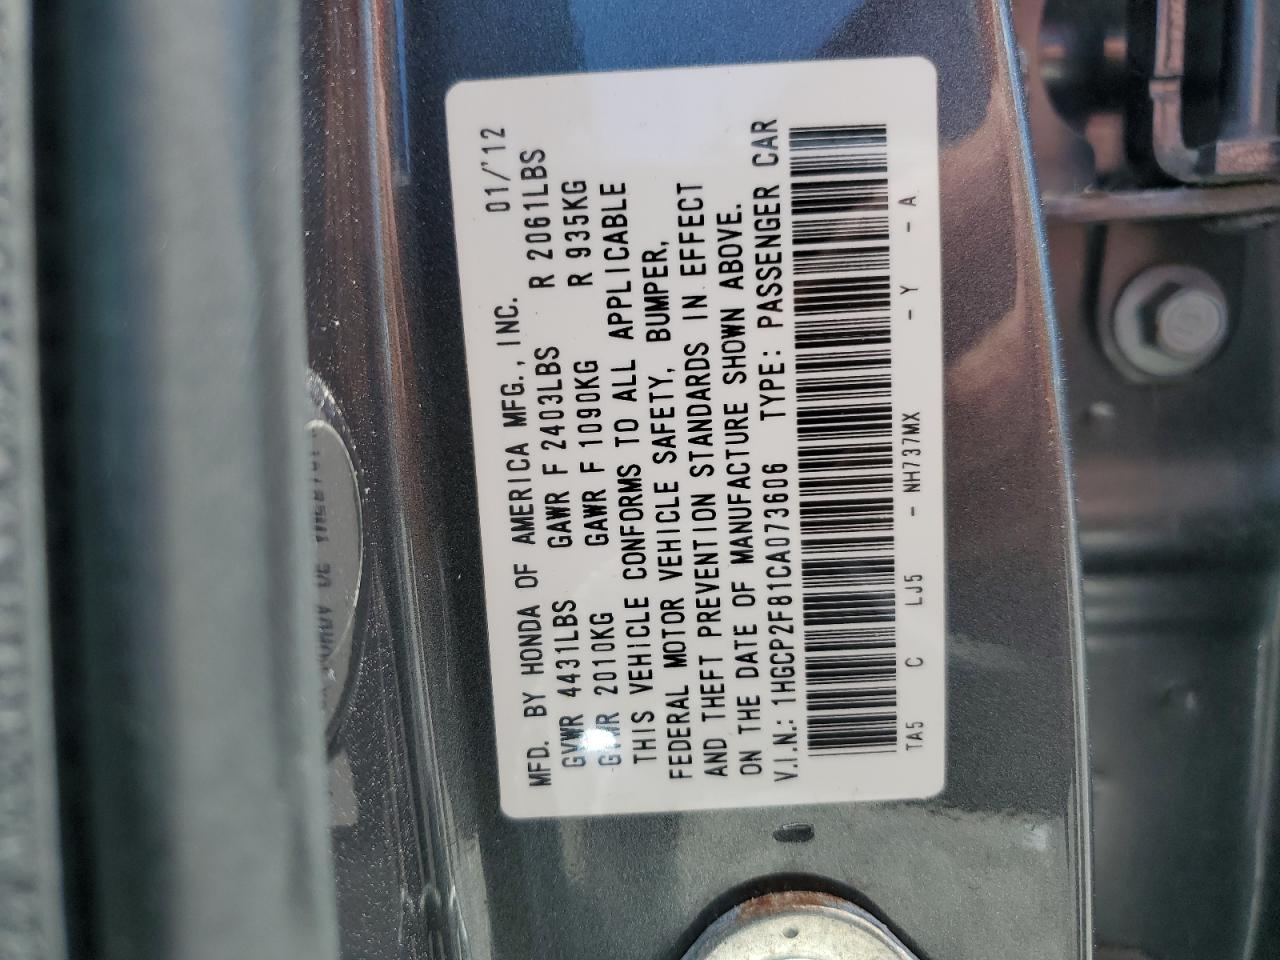 MFD. BY HONDA OF AMERICA MFG., INC. 01/'12
GVWR 4431LBS GAWR F 2403LBS R 2061LBS
GVWR 2010KG GAWR F 1090KG R 935KG
THIS VEHICLE CONFORMS TO ALL APPLICABLE
FEDERAL MOTOR VEHICLE SAFETY, BUMPER,
AND THEFT PREVENTION STANDARDS IN EFFECT
ON THE DATE OF MANUFACTURE SHOWN ABOVE.
V.I.N.: 1HGCP2F81CA073606 TYPE: PASSENGER CAR
TA5 C LJ5 - NH737MX - Y - A